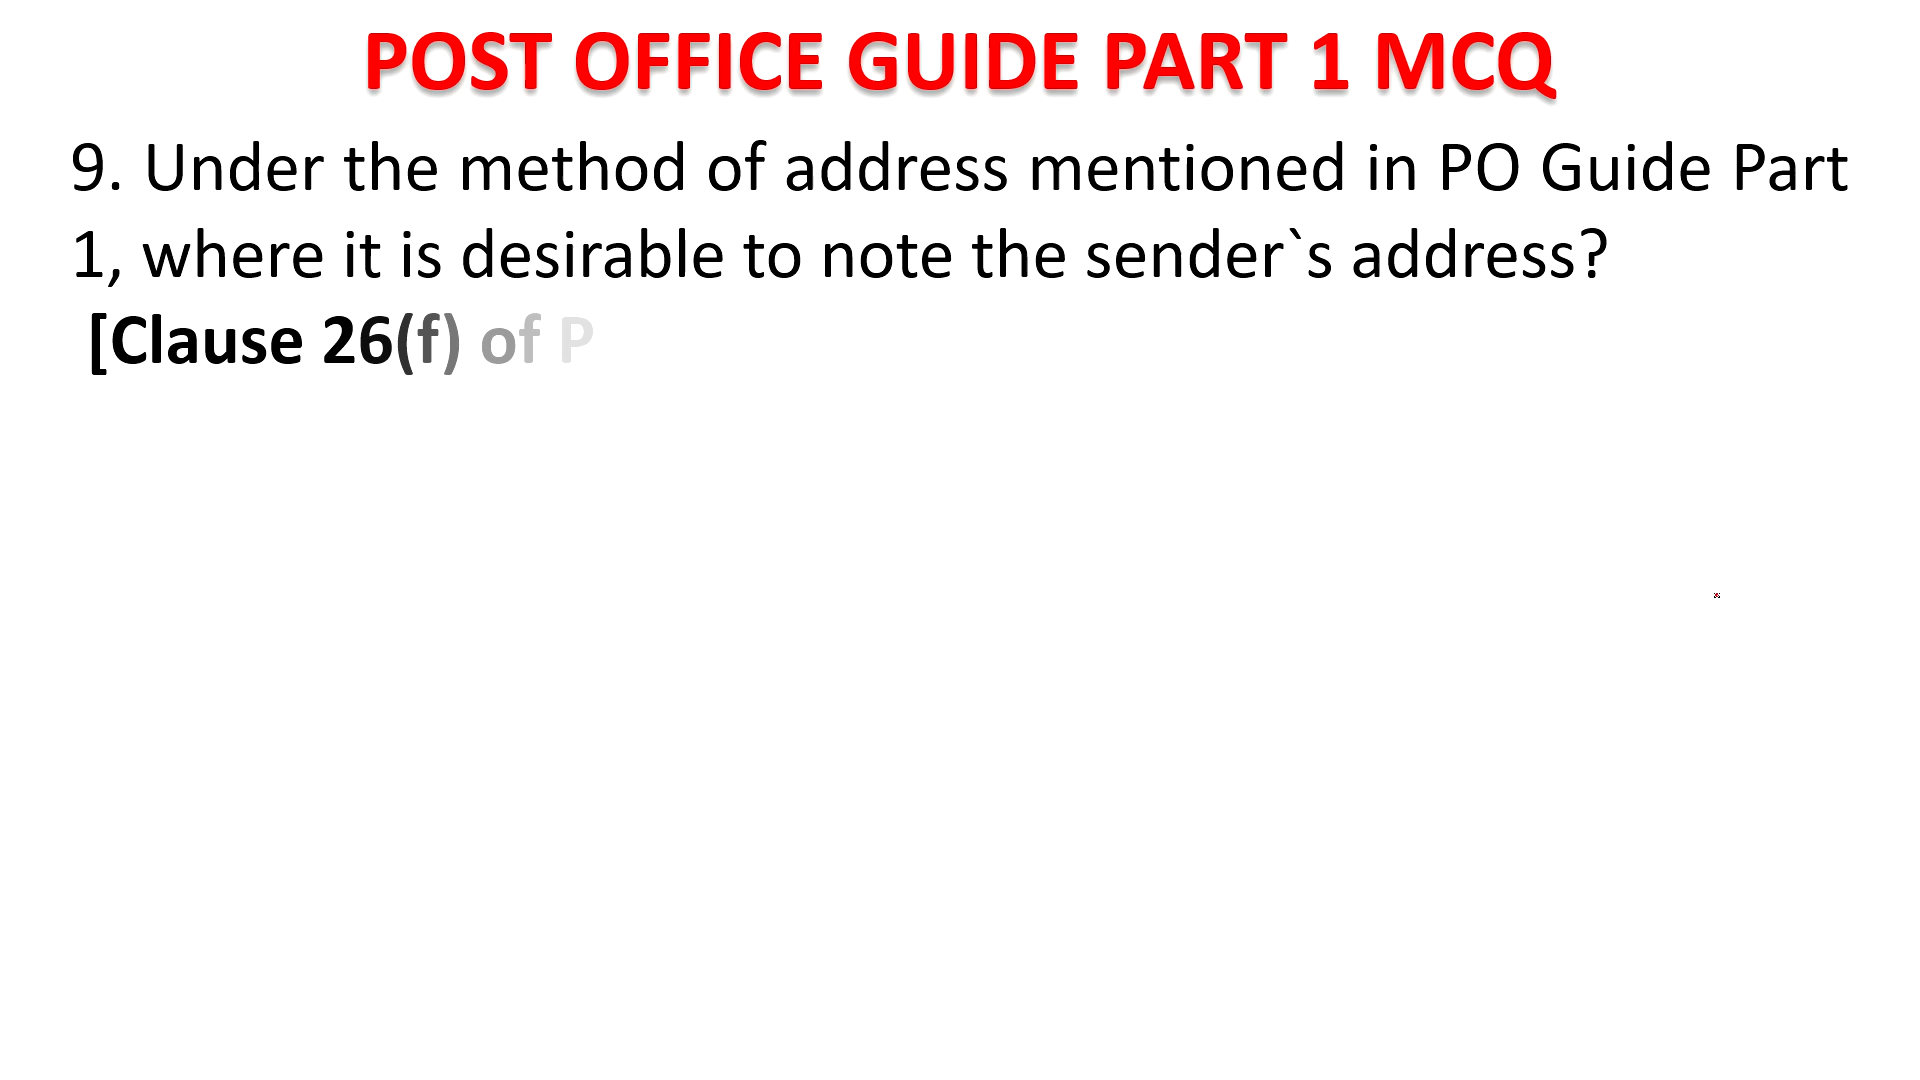 POST OFFICE GUIDE PART 1 MCQ
9. Under the method of address mentioned in PO Guide Part
1, where it is desirable to note the sender`s address?
[Clause 26(f) of P